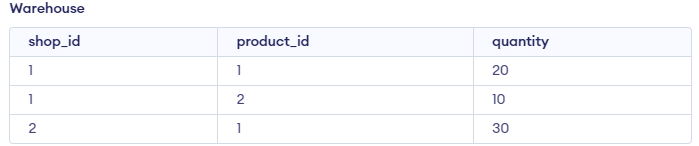 Warehouse
shop_id product_id quantity
1 1 20
1 2 10
2 1 30